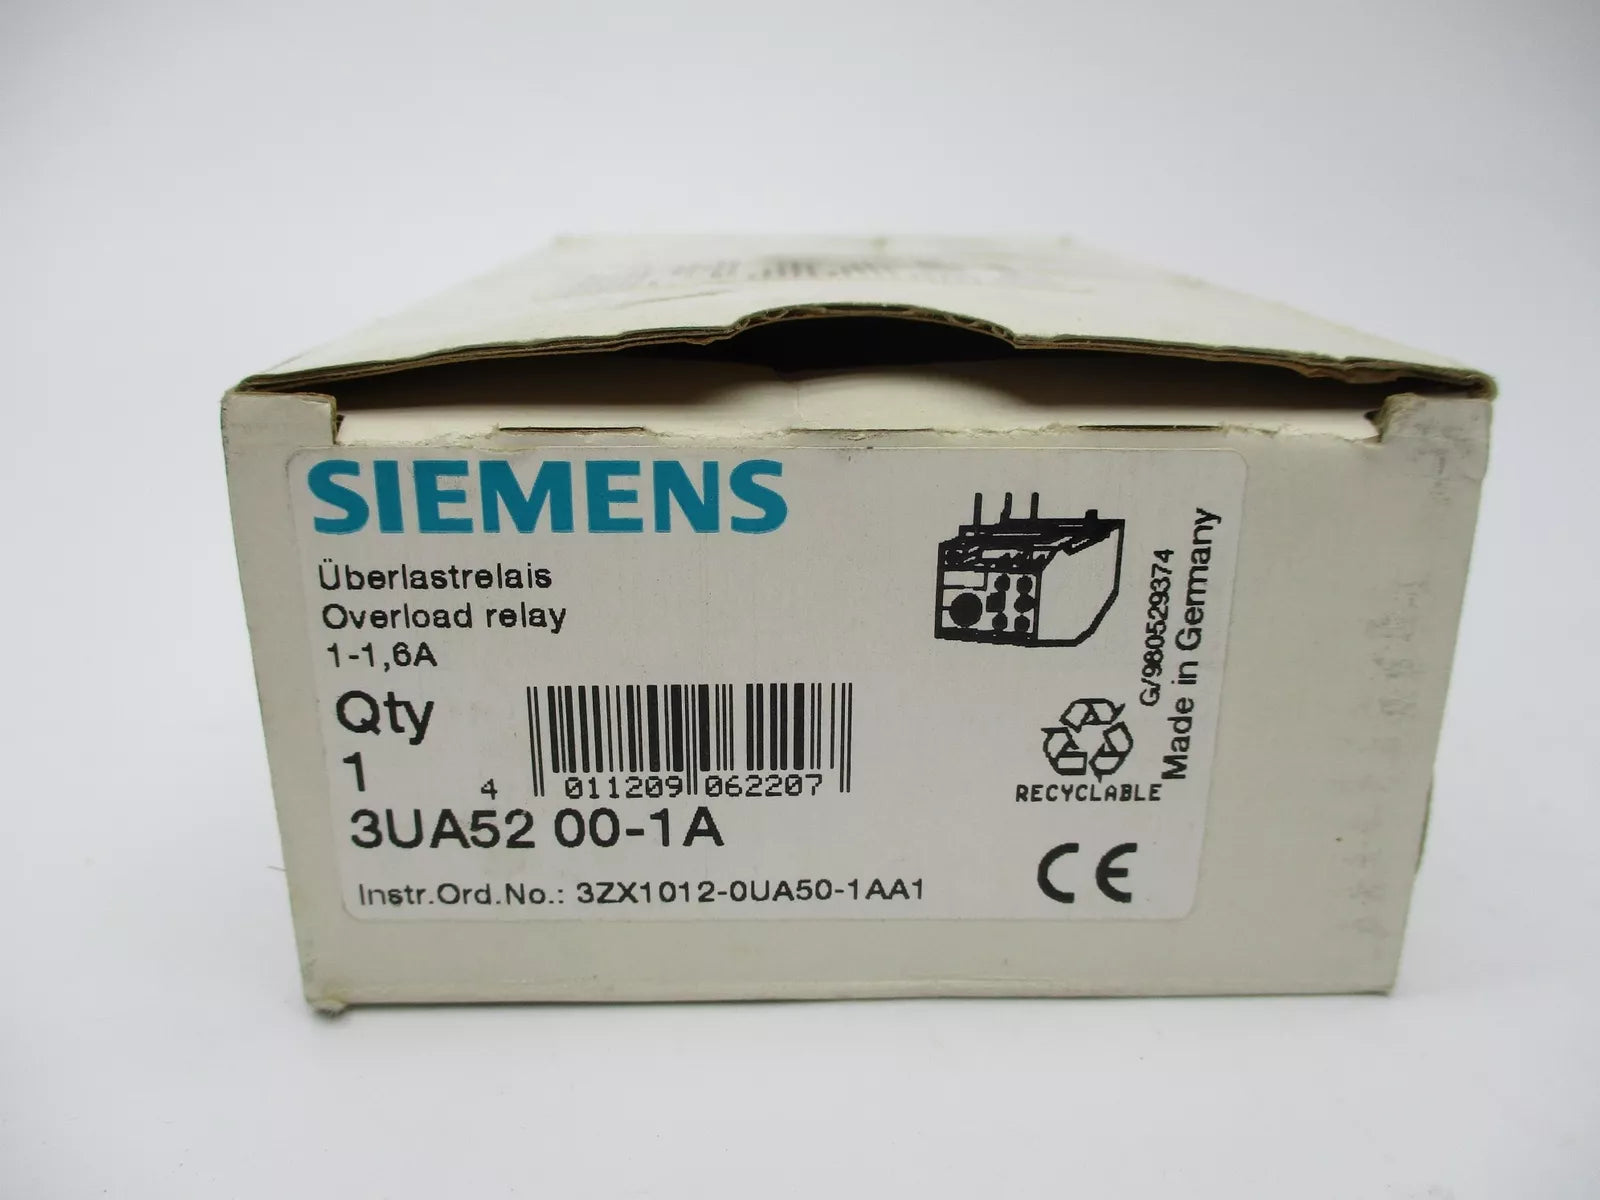 SIEMENS
Überlastrelais
Overload relay
1-1,6A
Qty
1
4 011209 062207
3UA52 00-1A
Instr.Ord.No.: 3ZX1012-0UA50-1AA1
RECYCLABLE
CE
G/980529374
Made in Germany